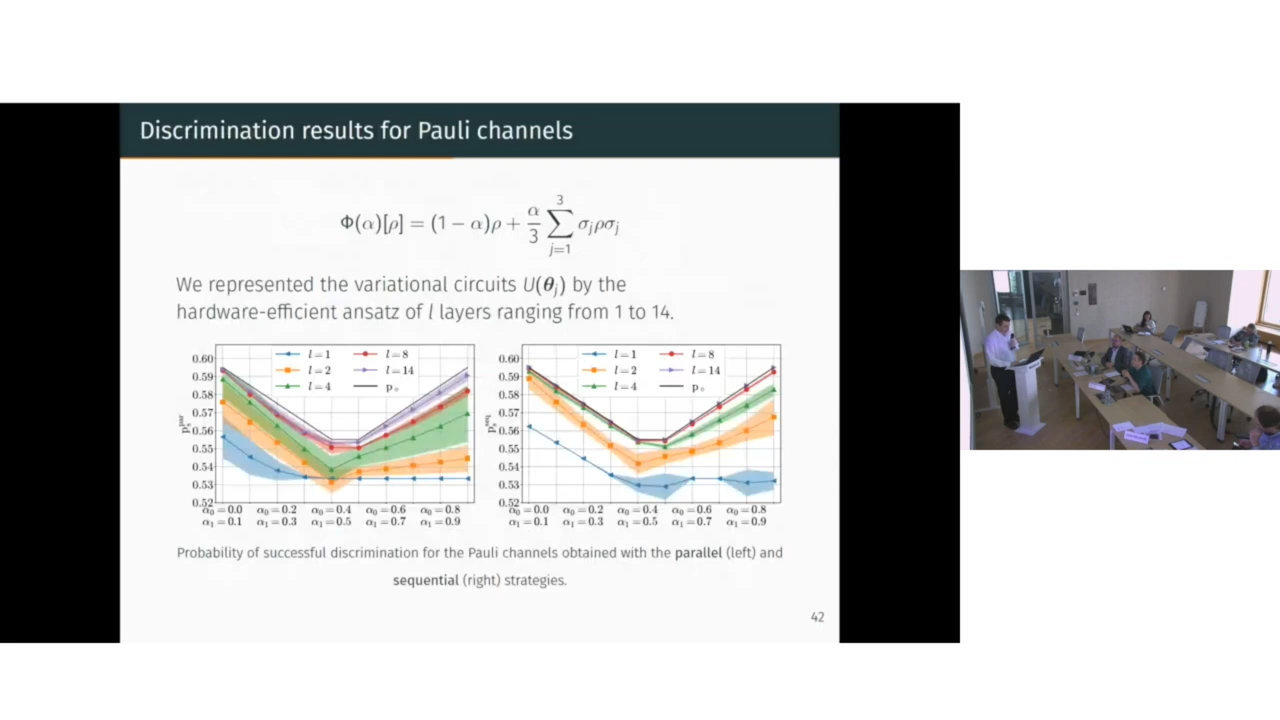 Discrimination results for Pauli channels
Φ(α)[ρ] = (1 − α)ρ + α/3 ∑_{j=1}^{3} σ_jρσ_j
We represented the variational circuits U(θ_j) by the
hardware-efficient ansatz of l layers ranging from 1 to 14.
0.60
0.59
0.58
0.57
0.56
0.55
0.54
0.53
0.52
l = 1
l = 2
l = 4
l = 8
l = 14
p∘
α₀ = 0.0 α₀ = 0.2 α₀ = 0.4 α₀ = 0.6 α₀ = 0.8
α₁ = 0.1 α₁ = 0.3 α₁ = 0.5 α₁ = 0.7 α₁ = 0.9
0.60
0.59
0.58
0.57
0.56
0.55
0.54
0.53
0.52
l = 1
l = 2
l = 4
l = 8
l = 14
p∘
α₀ = 0.0 α₀ = 0.2 α₀ = 0.4 α₀ = 0.6 α₀ = 0.8
α₁ = 0.1 α₁ = 0.3 α₁ = 0.5 α₁ = 0.7 α₁ = 0.9
Probability of successful discrimination for the Pauli channels obtained with the parallel (left) and
sequential (right) strategies.
42